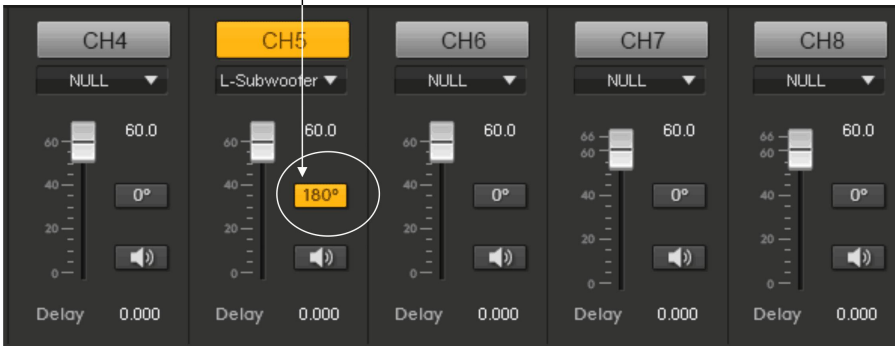 CH4 CH5 CH6 CH7 CH8
NULL L-Subwoofer NULL NULL NULL
60.0 60.0 60.0 60.0 60.0
60 60 60 66 66
60 60
40 0° 40 180° 40 0° 40 0° 40 0°
20 20 20 20 20
0 0 0 0 0
Delay 0.000 Delay 0.000 Delay 0.000 Delay 0.000 Delay 0.000